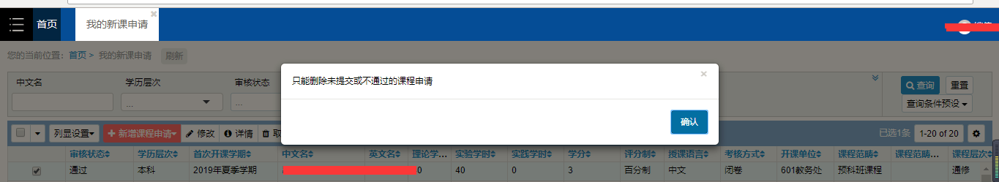 首页 我的新课申请 ×
您的当前位置：首页 > 我的新课申请 刷新
只能删除未提交或不通过的课程申请 ×
确认
中文名 学历层次 审核状态
... ...
查询 重置
查询条件预设
列显设置 新增课程申请 修改 详情 取 已选1条 1-20 of 20
审核状态 学历层次 首次开课学期 中文名 英文名 理论学... 实验学时 实践学时 学分 评分制 授课语言 考核方式 开课单位 课程范畴 课程范畴... 课程层次
通过 本科 2019年夏季学期 0 40 0 3 百分制 中文 闭卷 601教务处 预科班课程 通修